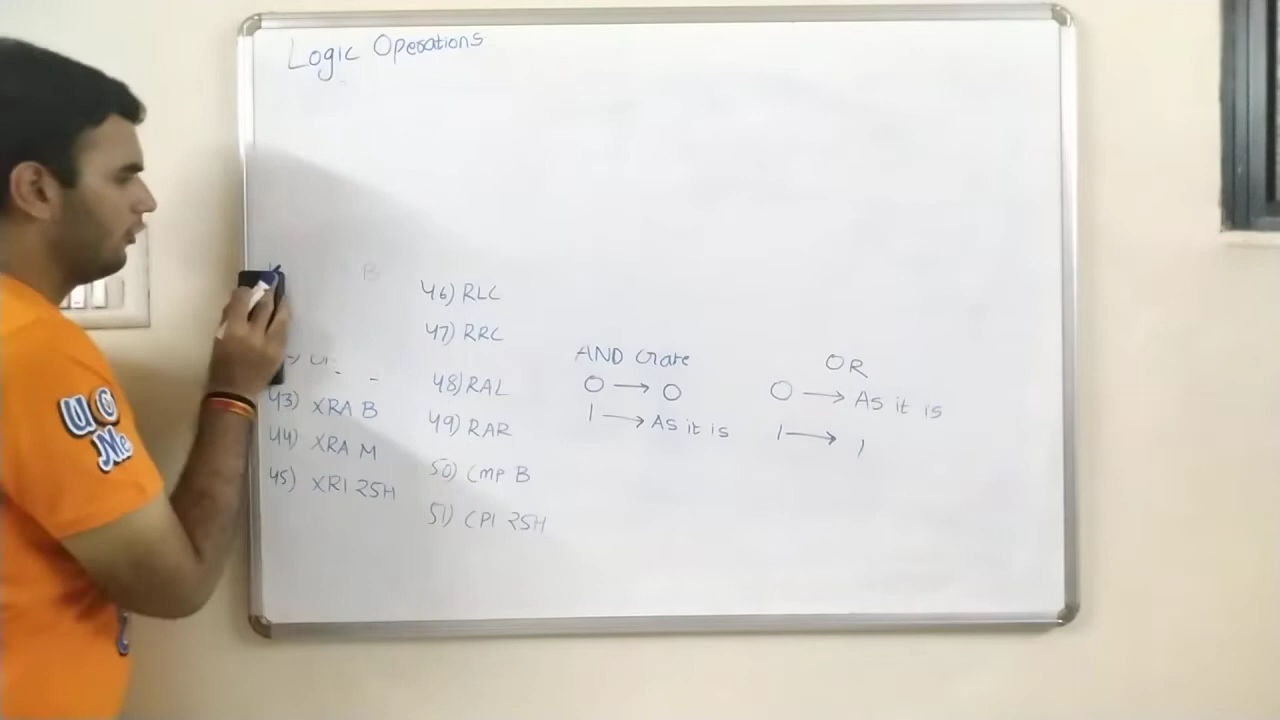 Logic Operations
B
43) XRA B
44) XRA M
45) XRI 25H
46) RLC
47) RRC
48) RAL
49) RAR
50) CMP B
51) CPI 25H
AND Gate
0 → 0
1 → As it is
OR
0 → As it is
1 → 1
Me